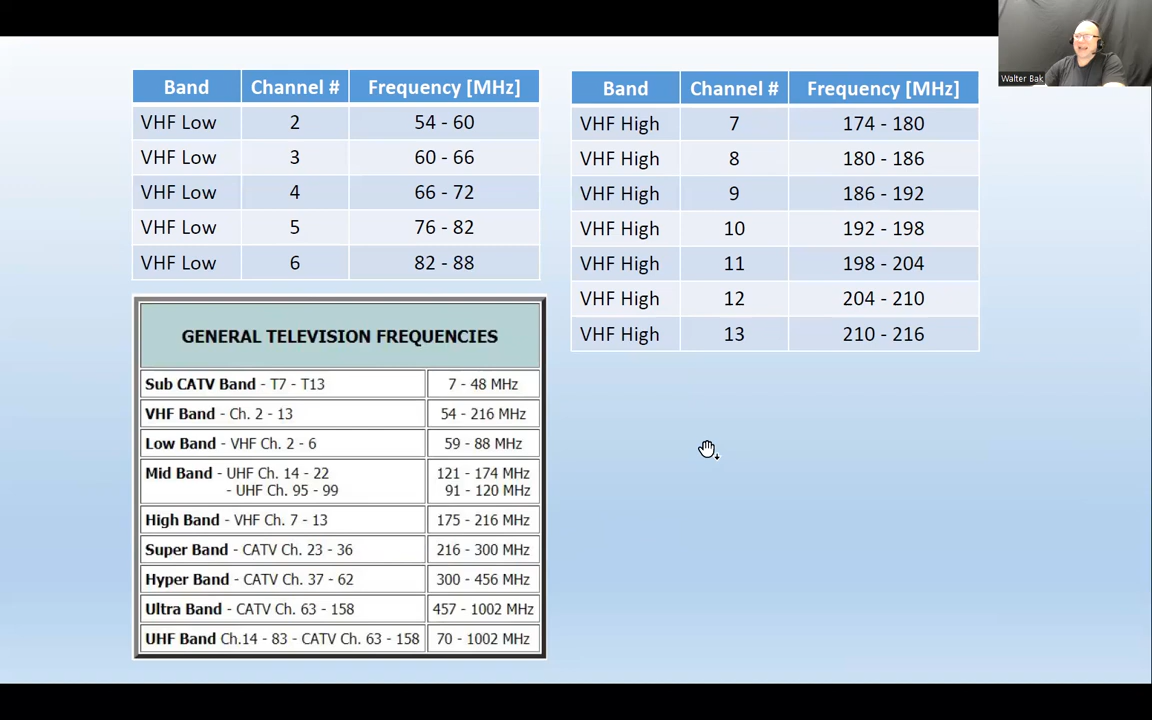 Walter Bak
Band Channel # Frequency [MHz]
VHF Low 2 54 - 60
VHF Low 3 60 - 66
VHF Low 4 66 - 72
VHF Low 5 76 - 82
VHF Low 6 82 - 88
Band Channel # Frequency [MHz]
VHF High 7 174 - 180
VHF High 8 180 - 186
VHF High 9 186 - 192
VHF High 10 192 - 198
VHF High 11 198 - 204
VHF High 12 204 - 210
VHF High 13 210 - 216
GENERAL TELEVISION FREQUENCIES
Sub CATV Band - T7 - T13 7 - 48 MHz
VHF Band - Ch. 2 - 13 54 - 216 MHz
Low Band - VHF Ch. 2 - 6 59 - 88 MHz
Mid Band - UHF Ch. 14 - 22 121 - 174 MHz
- UHF Ch. 95 - 99 91 - 120 MHz
High Band - VHF Ch. 7 - 13 175 - 216 MHz
Super Band - CATV Ch. 23 - 36 216 - 300 MHz
Hyper Band - CATV Ch. 37 - 62 300 - 456 MHz
Ultra Band - CATV Ch. 63 - 158 457 - 1002 MHz
UHF Band Ch.14 - 83 - CATV Ch. 63 - 158 70 - 1002 MHz